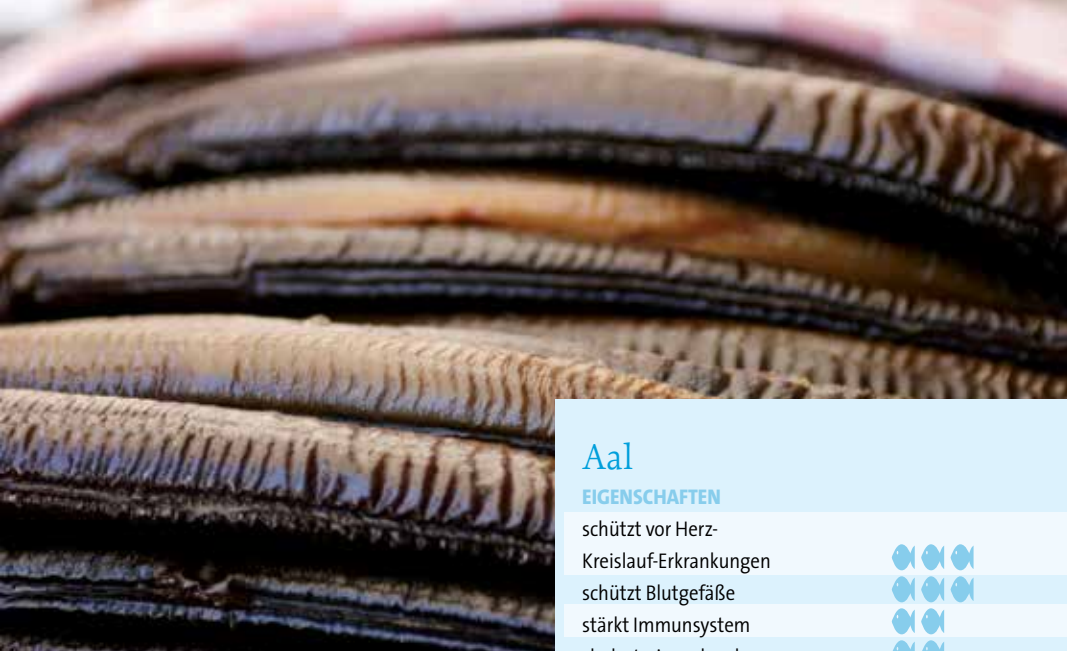 Aal
EIGENSCHAFTEN
schützt vor Herz-
Kreislauf-Erkrankungen
schützt Blutgefäße
stärkt Immunsystem